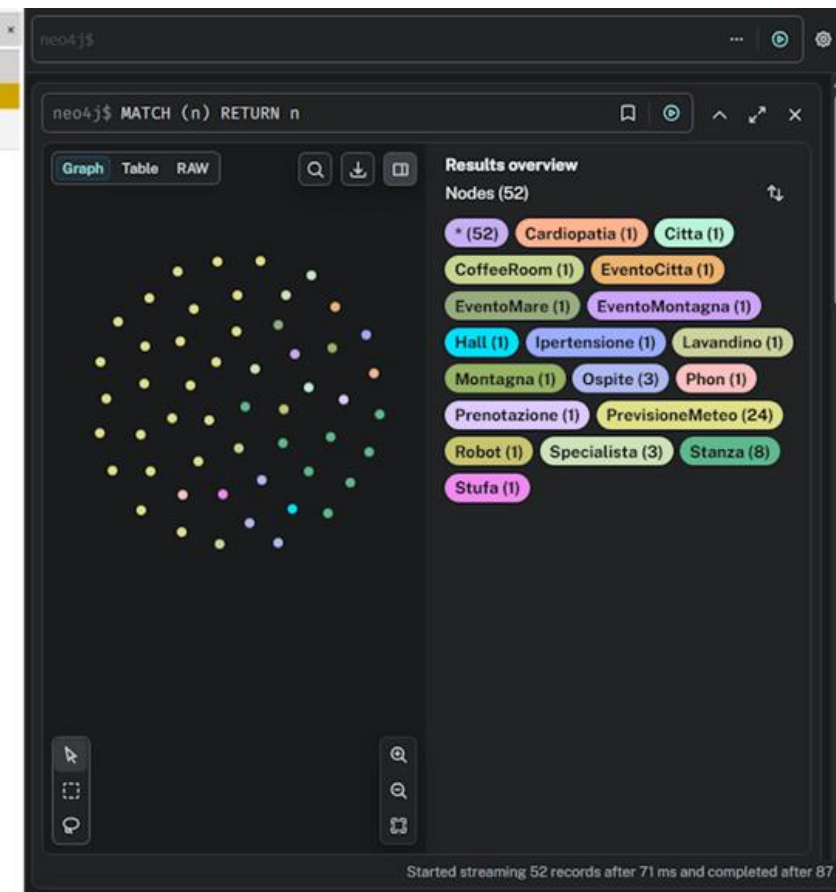 neo4j$
neo4j$ MATCH (n) RETURN n
Graph Table RAW
Results overview
Nodes (52)
* (52) Cardiopatia (1) Citta (1)
CoffeeRoom (1) EventoCitta (1)
EventoMare (1) EventoMontagna (1)
Hall (1) Ipertensione (1) Lavandino (1)
Montagna (1) Ospite (3) Phon (1)
Prenotazione (1) PrevisioneMeteo (24)
Robot (1) Specialista (3) Stanza (8)
Stufa (1)
Started streaming 52 records after 71 ms and completed after 87